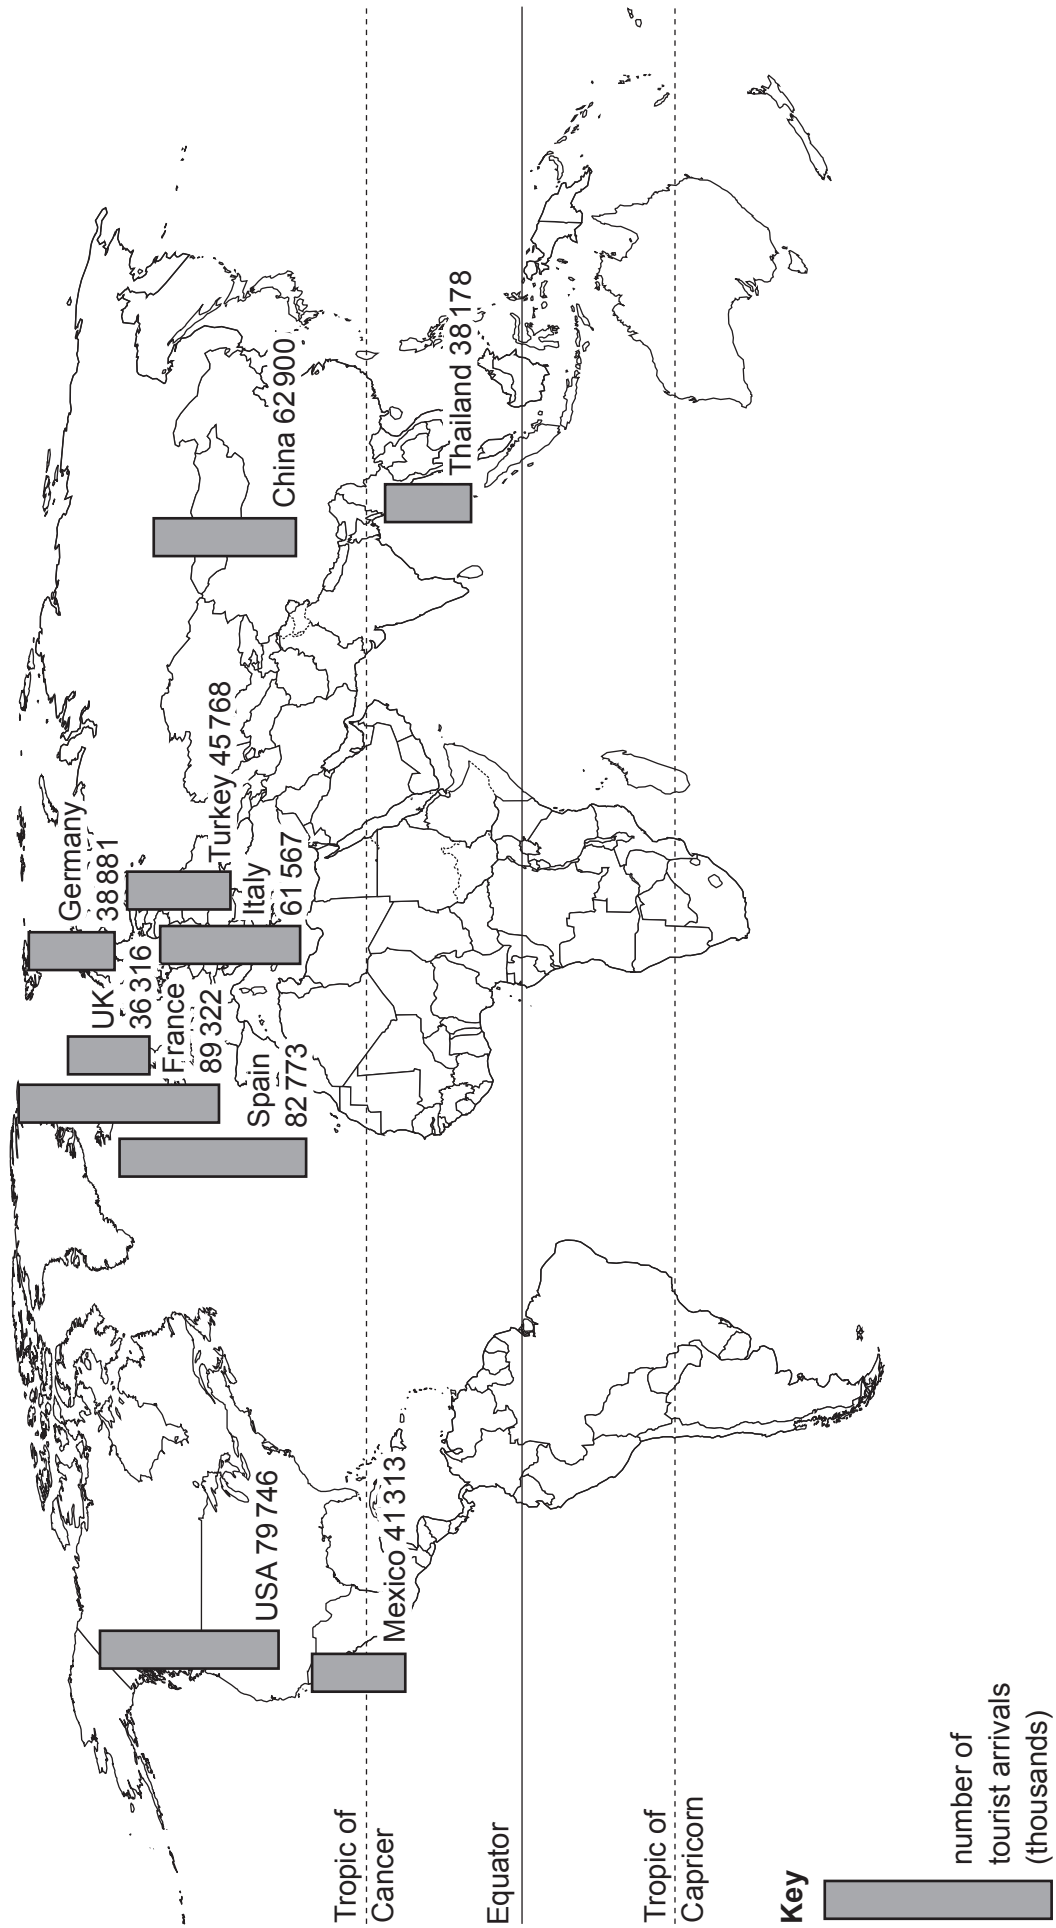 Germany
38 881
UK
36 316
France
89 322
Spain
82 773
Turkey 45 768
Italy
61 567
China 62 900
Thailand 38 178
USA 79 746
Mexico 41 313
Tropic of
Cancer
Equator
Tropic of
Capricorn
Key
number of
tourist arrivals
(thousands)